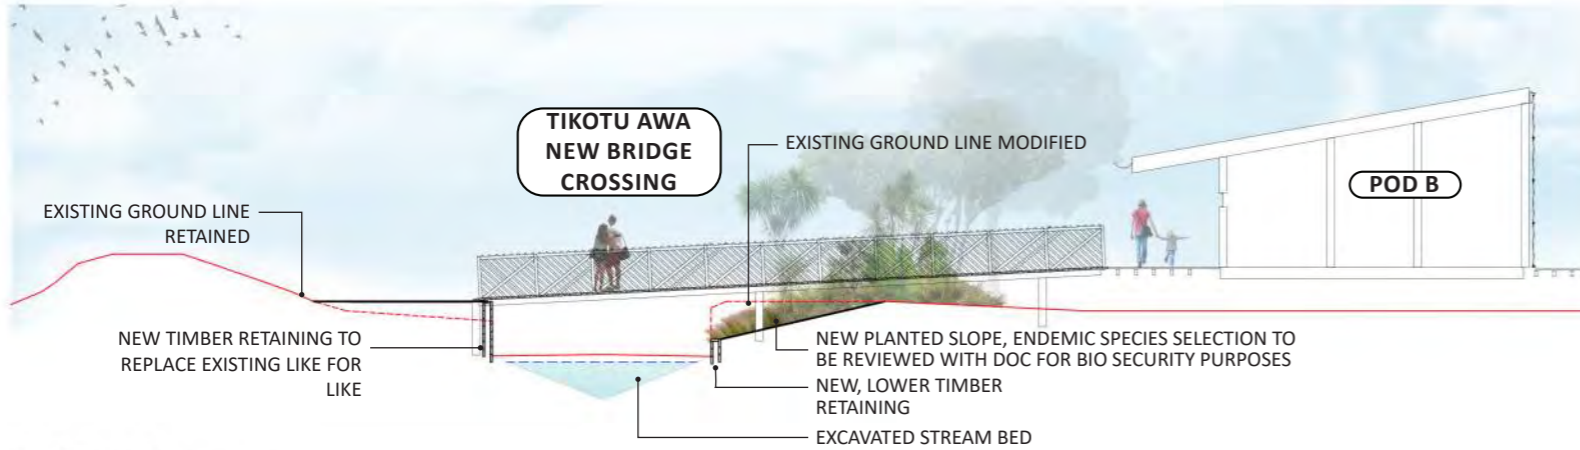 TIKOTU AWA
NEW BRIDGE
CROSSING
EXISTING GROUND LINE MODIFIED
POD B
EXISTING GROUND LINE
RETAINED
NEW TIMBER RETAINING TO
REPLACE EXISTING LIKE FOR
LIKE
NEW PLANTED SLOPE, ENDEMIC SPECIES SELECTION TO
BE REVIEWED WITH DOC FOR BIO SECURITY PURPOSES
NEW, LOWER TIMBER
RETAINING
EXCAVATED STREAM BED